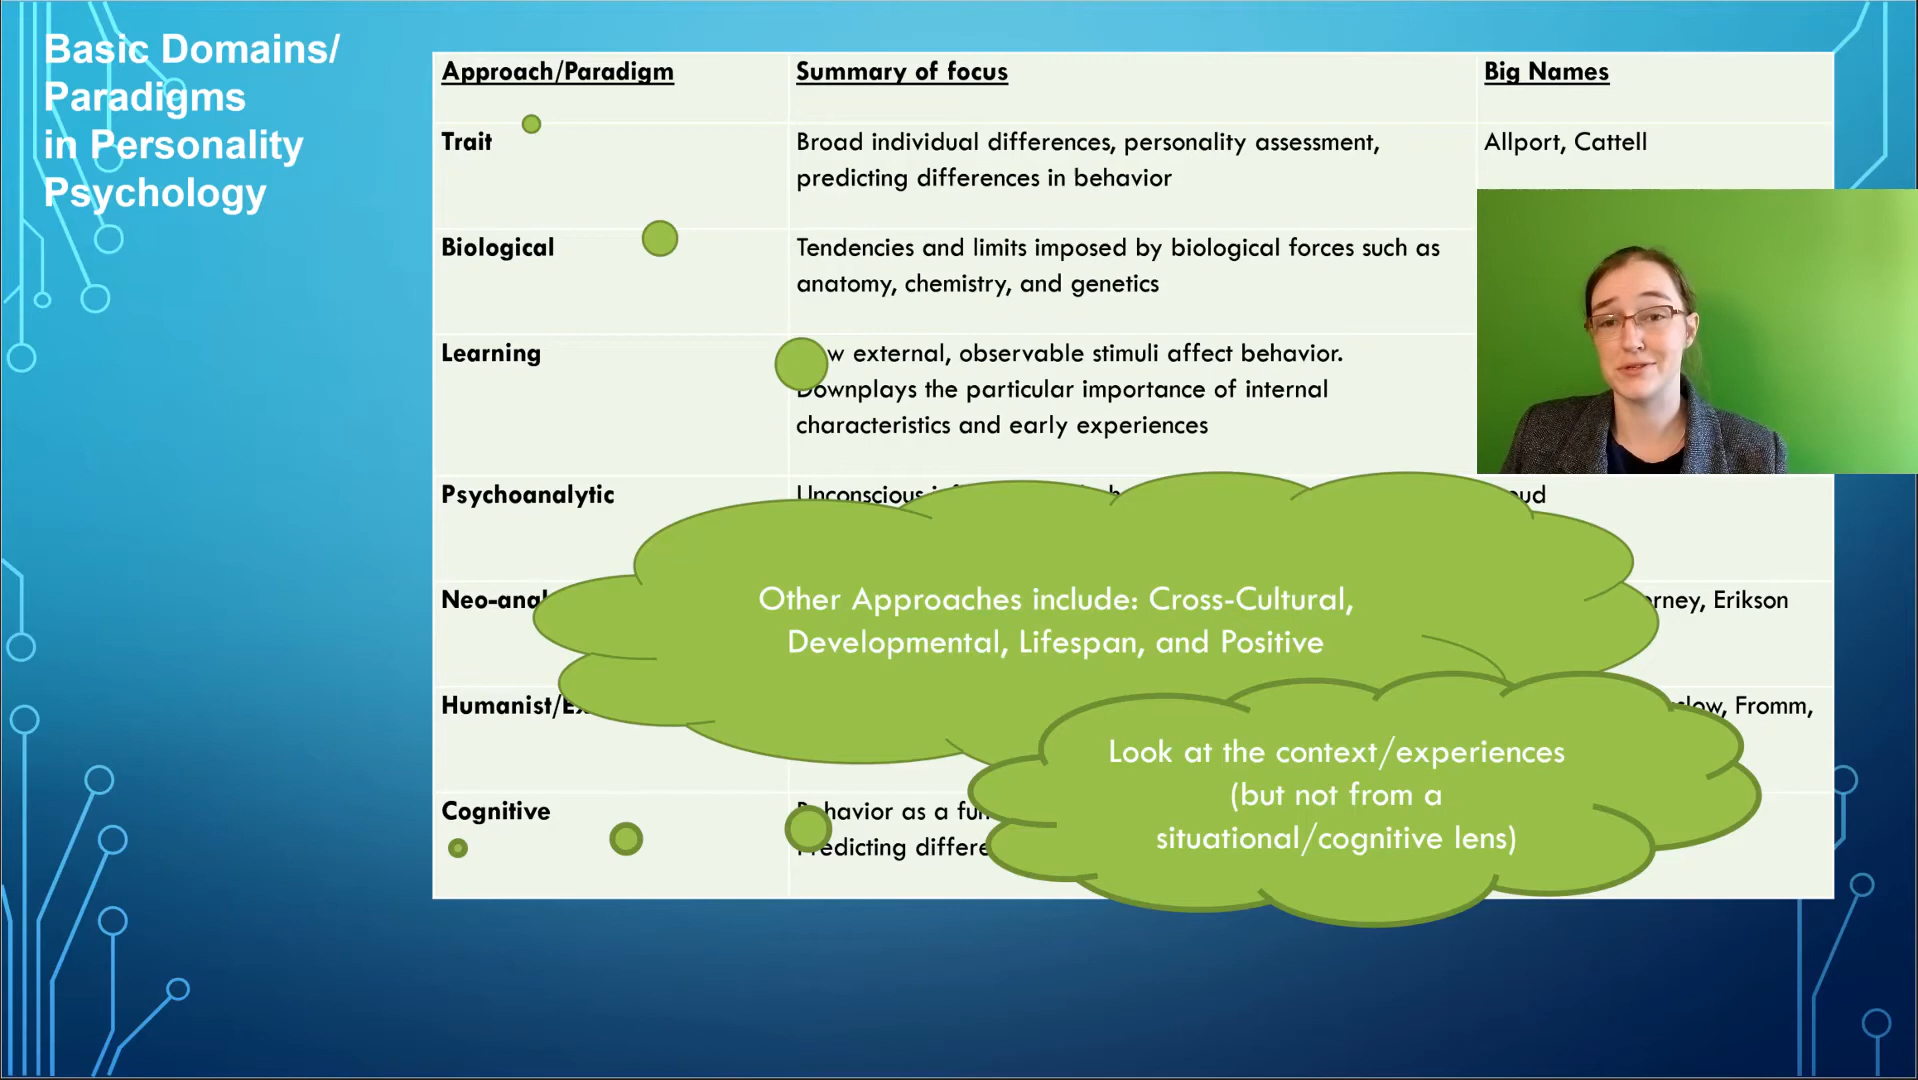 Basic Domains/
Paradigms
in Personality
Psychology
Approach/Paradigm
Summary of focus
Big Names
Trait
Broad individual differences, personality assessment,
predicting differences in behavior
Allport, Cattell
Biological
Tendencies and limits imposed by biological forces such as
anatomy, chemistry, and genetics
Learning
external, observable stimuli affect behavior.
Downplays the particular importance of internal
characteristics and early experiences
Psychoanalytic
Unconscious
Other Approaches include: Cross-Cultural,
Developmental, Lifespan, and Positive
Erikson
Fromm,
Look at the context/experiences
(but not from a
situational/cognitive lens)
Cognitive
Behavior as a
Predicting